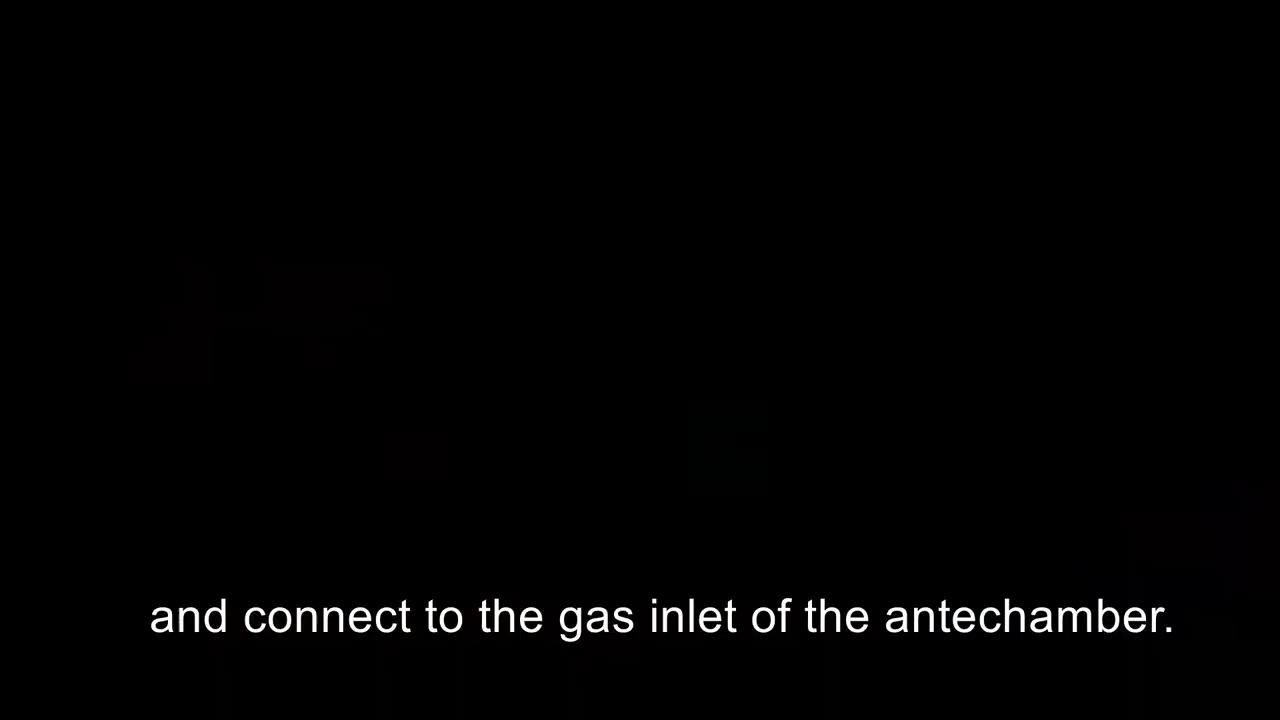 and connect to the gas inlet of the antechamber.